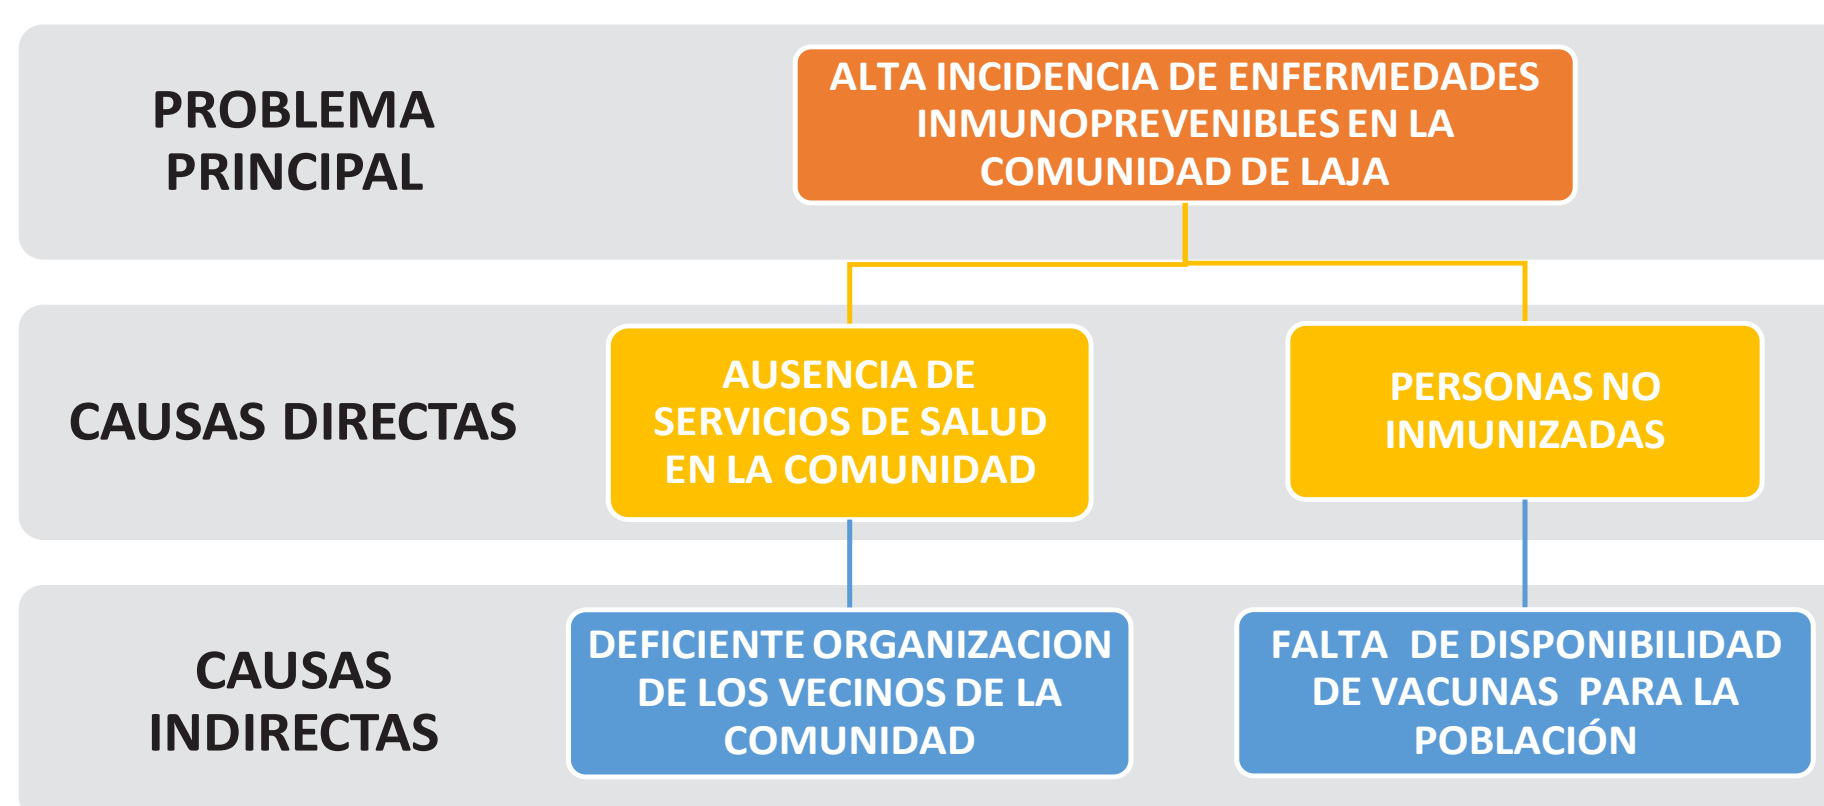 PROBLEMA
PRINCIPAL
ALTA INCIDENCIA DE ENFERMEDADES
INMUNOPREVENIBLES EN LA
COMUNIDAD DE LAJA
CAUSAS DIRECTAS
AUSENCIA DE
SERVICIOS DE SALUD
EN LA COMUNIDAD
PERSONAS NO
INMUNIZADAS
CAUSAS
INDIRECTAS
DEFICIENTE ORGANIZACION
DE LOS VECINOS DE LA
COMUNIDAD
FALTA DE DISPONIBILIDAD
DE VACUNAS PARA LA
POBLACIÓN